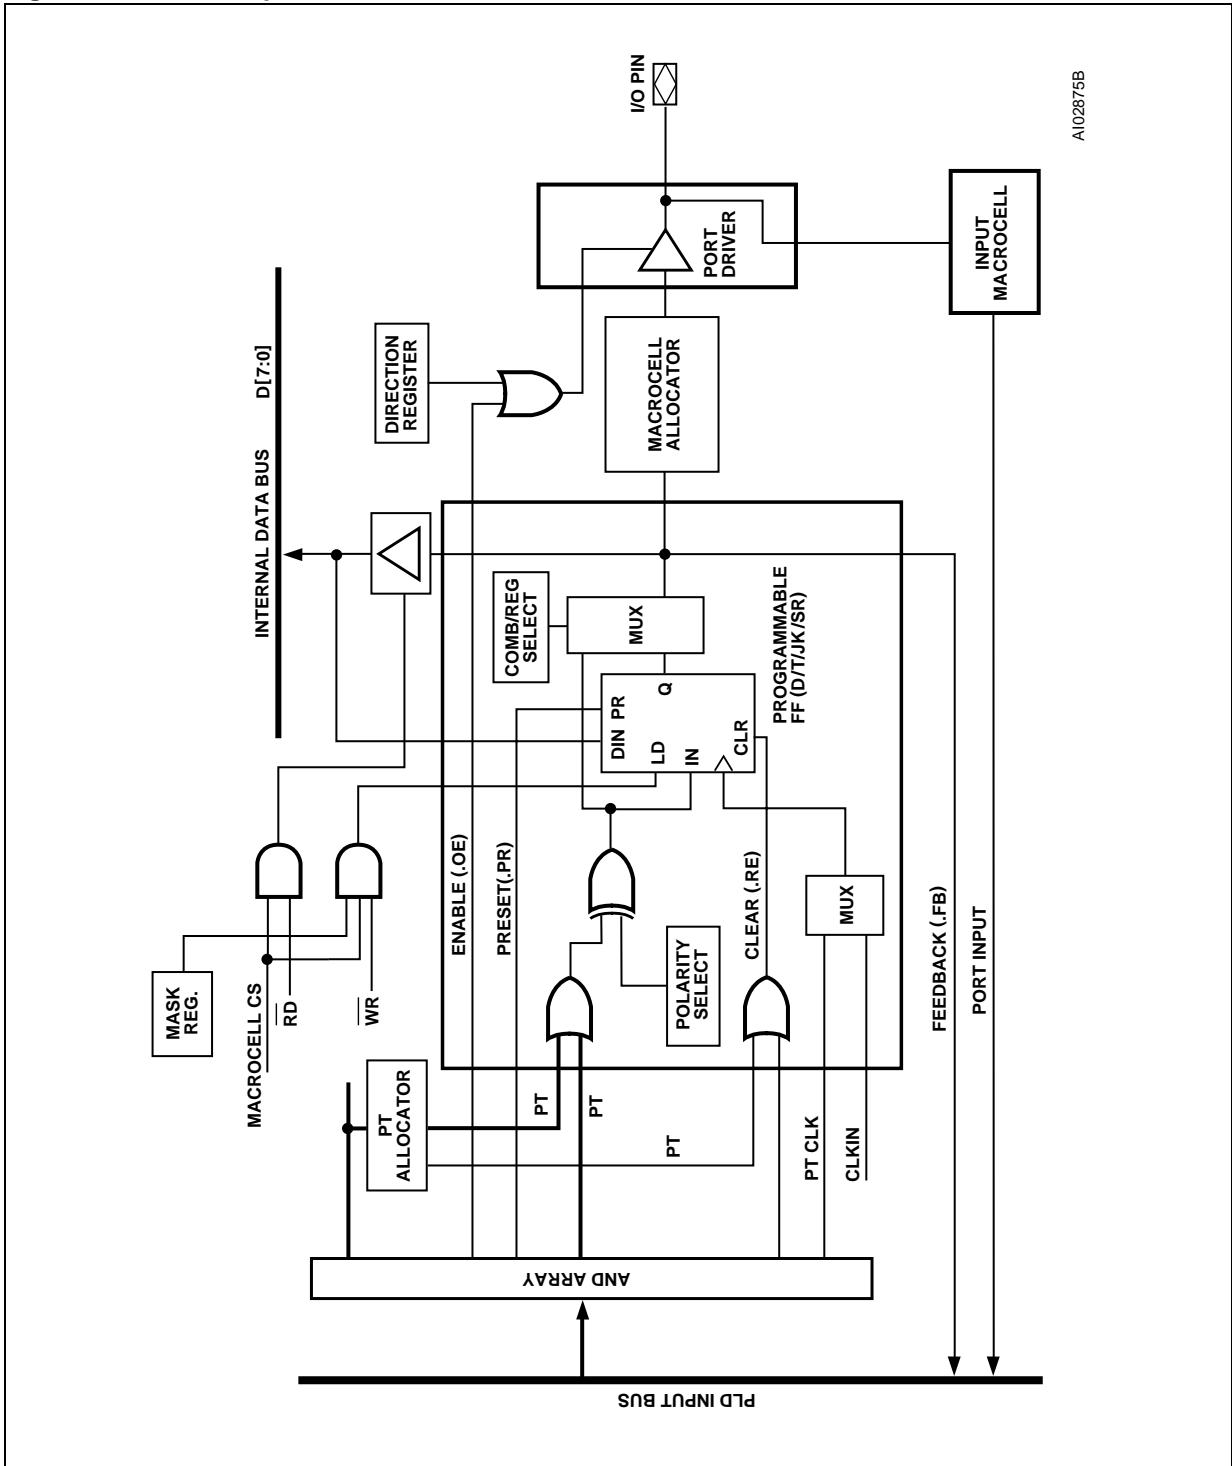 AI02875B
I/O PIN
PORT
DRIVER
INPUT
MACROCELL
INTERNAL DATA BUS D[7:0]
DIRECTION
REGISTER
MACROCELL
ALLOCATOR
COMB/REG
SELECT
MUX
PROGRAMMABLE
FF (D/T/JK/SR)
DIN PR
LD
Q
IN
CLR
MASK
REG.
MACROCELL CS
RD
WR
ENABLE (.OE)
PRESET(.PR)
POLARITY
SELECT
CLEAR (.RE)
MUX
FEEDBACK (.FB)
PORT INPUT
PT
ALLOCATOR
PT
PT
PT
PT CLK
CLKIN
AND ARRAY
PLD INPUT BUS